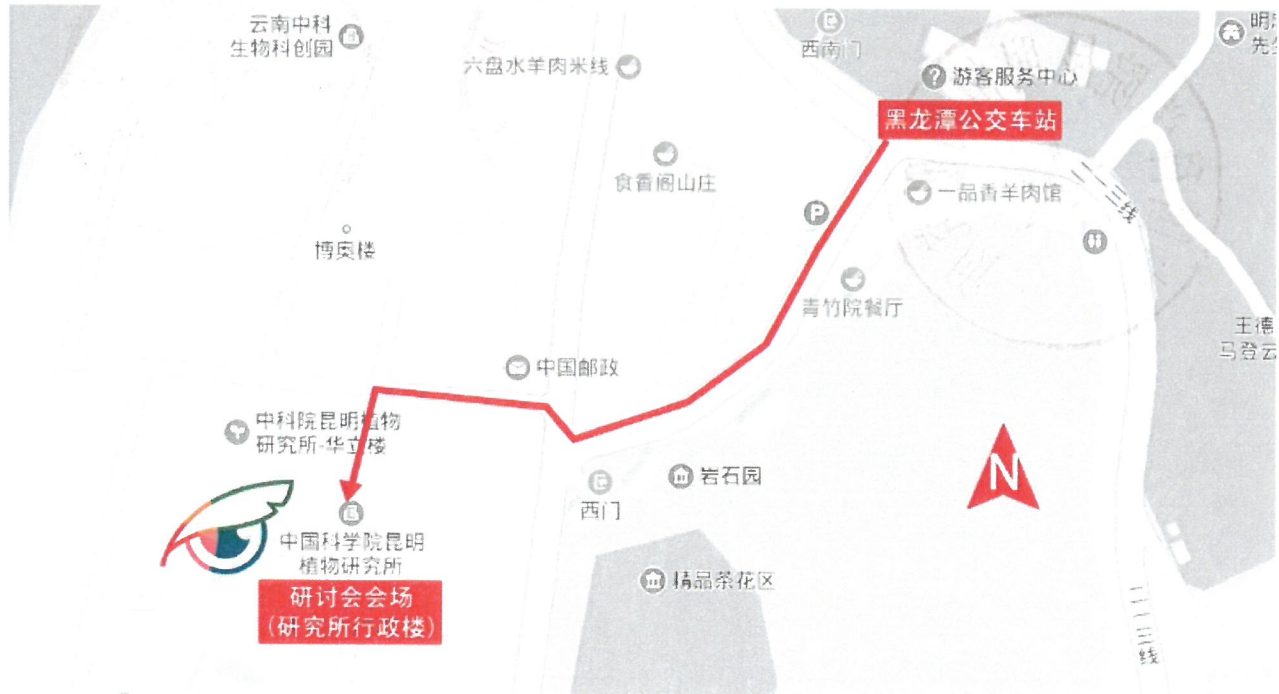 云南中科
生物科创园
西南门
六盘水羊肉米线
游客服务中心
黑龙潭公交车站
食香阁山庄
P
一品香羊肉馆
二一三线
博奥楼
青竹院餐厅
王德
马登云
中国邮政
中科院昆明植物
研究所-华立楼
N
岩石园
西门
中国科学院昆明
植物研究所
精品茶花区
研讨会会场
(研究所行政楼)